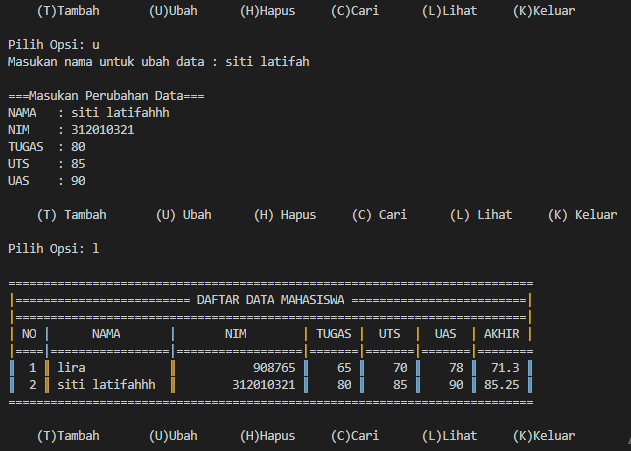 (T)Tambah (U)Ubah (H)Hapus (C)Cari (L)Lihat (K)Keluar
Pilih Opsi: u
Masukan nama untuk ubah data : siti latifah
===Masukan Perubahan Data===
NAMA : siti latifahhh
NIM : 312010321
TUGAS : 80
UTS : 85
UAS : 90
(T) Tambah (U) Ubah (H) Hapus (C) Cari (L) Lihat (K) Keluar
Pilih Opsi: l
===========================================================================
|========================= DAFTAR DATA MAHASISWA =========================|
|=========================================================================|
| NO | NAMA | NIM | TUGAS | UTS | UAS | AKHIR |
|====|=================|==================|=======|=======|=======|========
║ 1 ║ lira ║ 908765 ║ 65 ║ 70 ║ 78 ║ 71.3 ║
║ 2 ║ siti latifahhh ║ 312010321 ║ 80 ║ 85 ║ 90 ║ 85.25 ║
===========================================================================
(T)Tambah (U)Ubah (H)Hapus (C)Cari (L)Lihat (K)Keluar